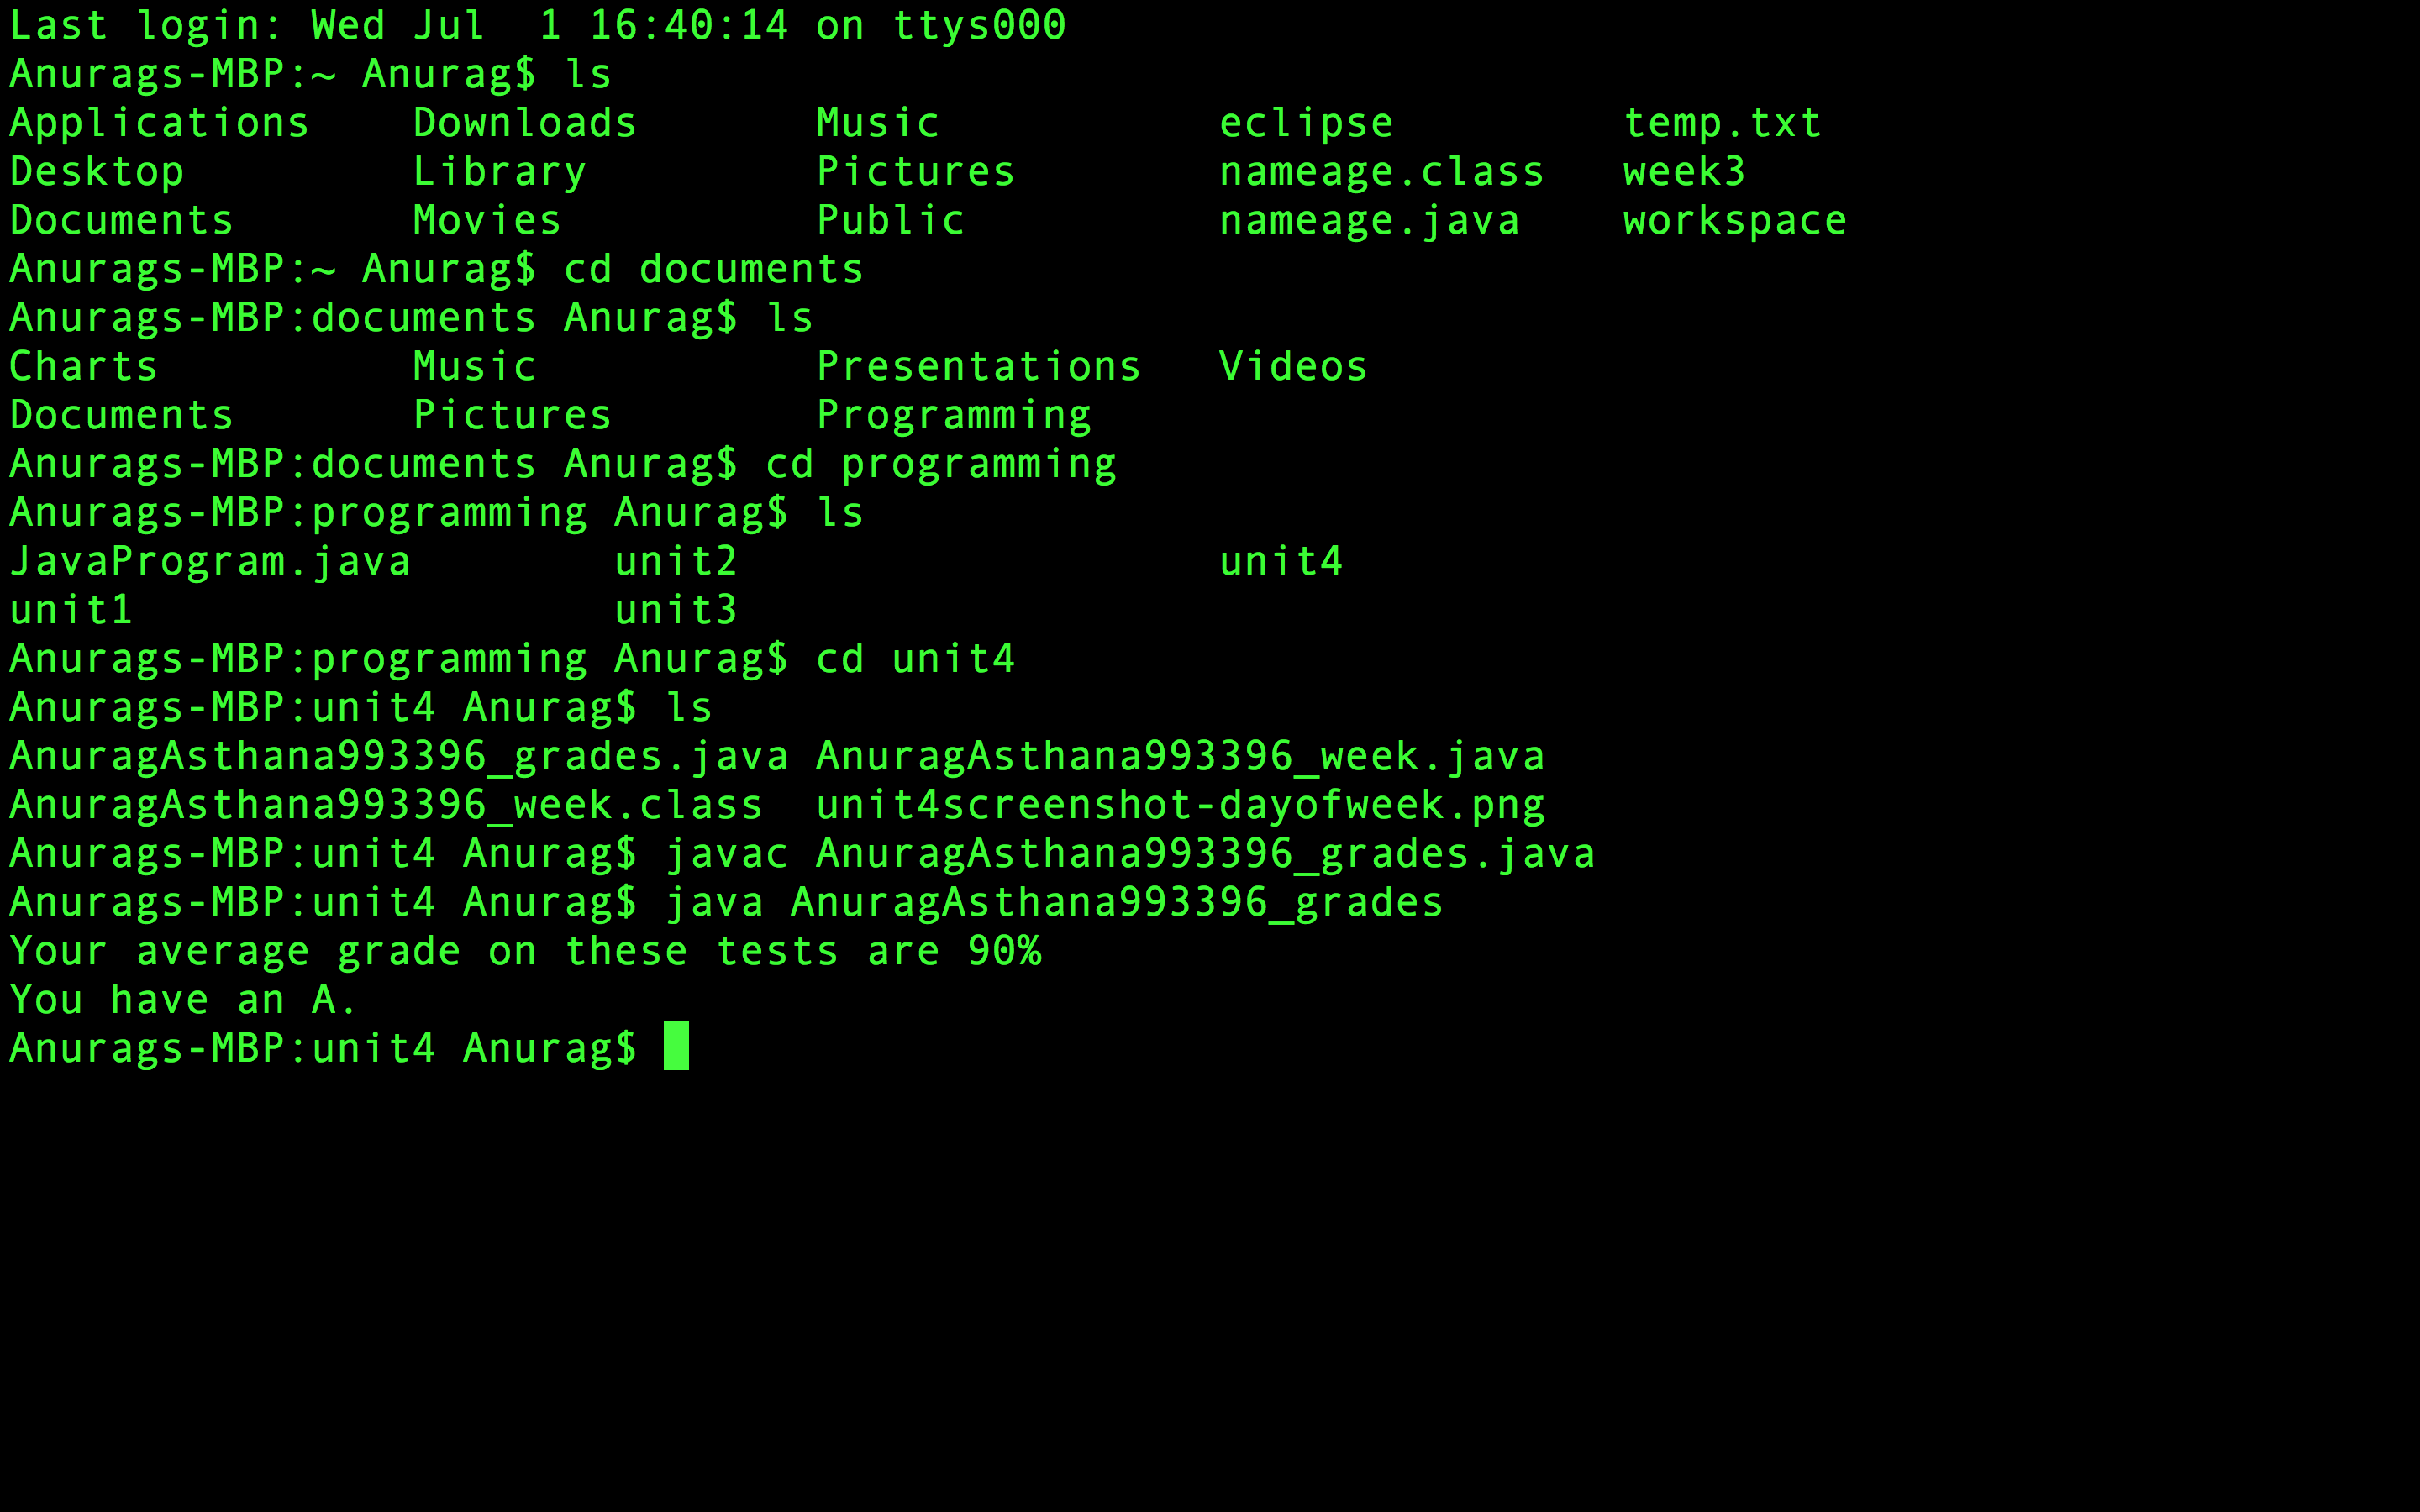 Last login: Wed Jul  1 16:40:14 on ttys000
Anurags-MBP:~ Anurag$ ls
Applications    Downloads       Music           eclipse         temp.txt
Desktop         Library         Pictures        nameage.class   week3
Documents       Movies          Public          nameage.java    workspace
Anurags-MBP:~ Anurag$ cd documents
Anurags-MBP:documents Anurag$ ls
Charts          Music           Presentations   Videos
Documents       Pictures        Programming
Anurags-MBP:documents Anurag$ cd programming
Anurags-MBP:programming Anurag$ ls
JavaProgram.java        unit2                   unit4
unit1                   unit3
Anurags-MBP:programming Anurag$ cd unit4
Anurags-MBP:unit4 Anurag$ ls
AnuragAsthana993396_grades.java AnuragAsthana993396_week.java
AnuragAsthana993396_week.class  unit4screenshot-dayofweek.png
Anurags-MBP:unit4 Anurag$ javac AnuragAsthana993396_grades.java
Anurags-MBP:unit4 Anurag$ java AnuragAsthana993396_grades
Your average grade on these tests are 90%
You have an A.
Anurags-MBP:unit4 Anurag$